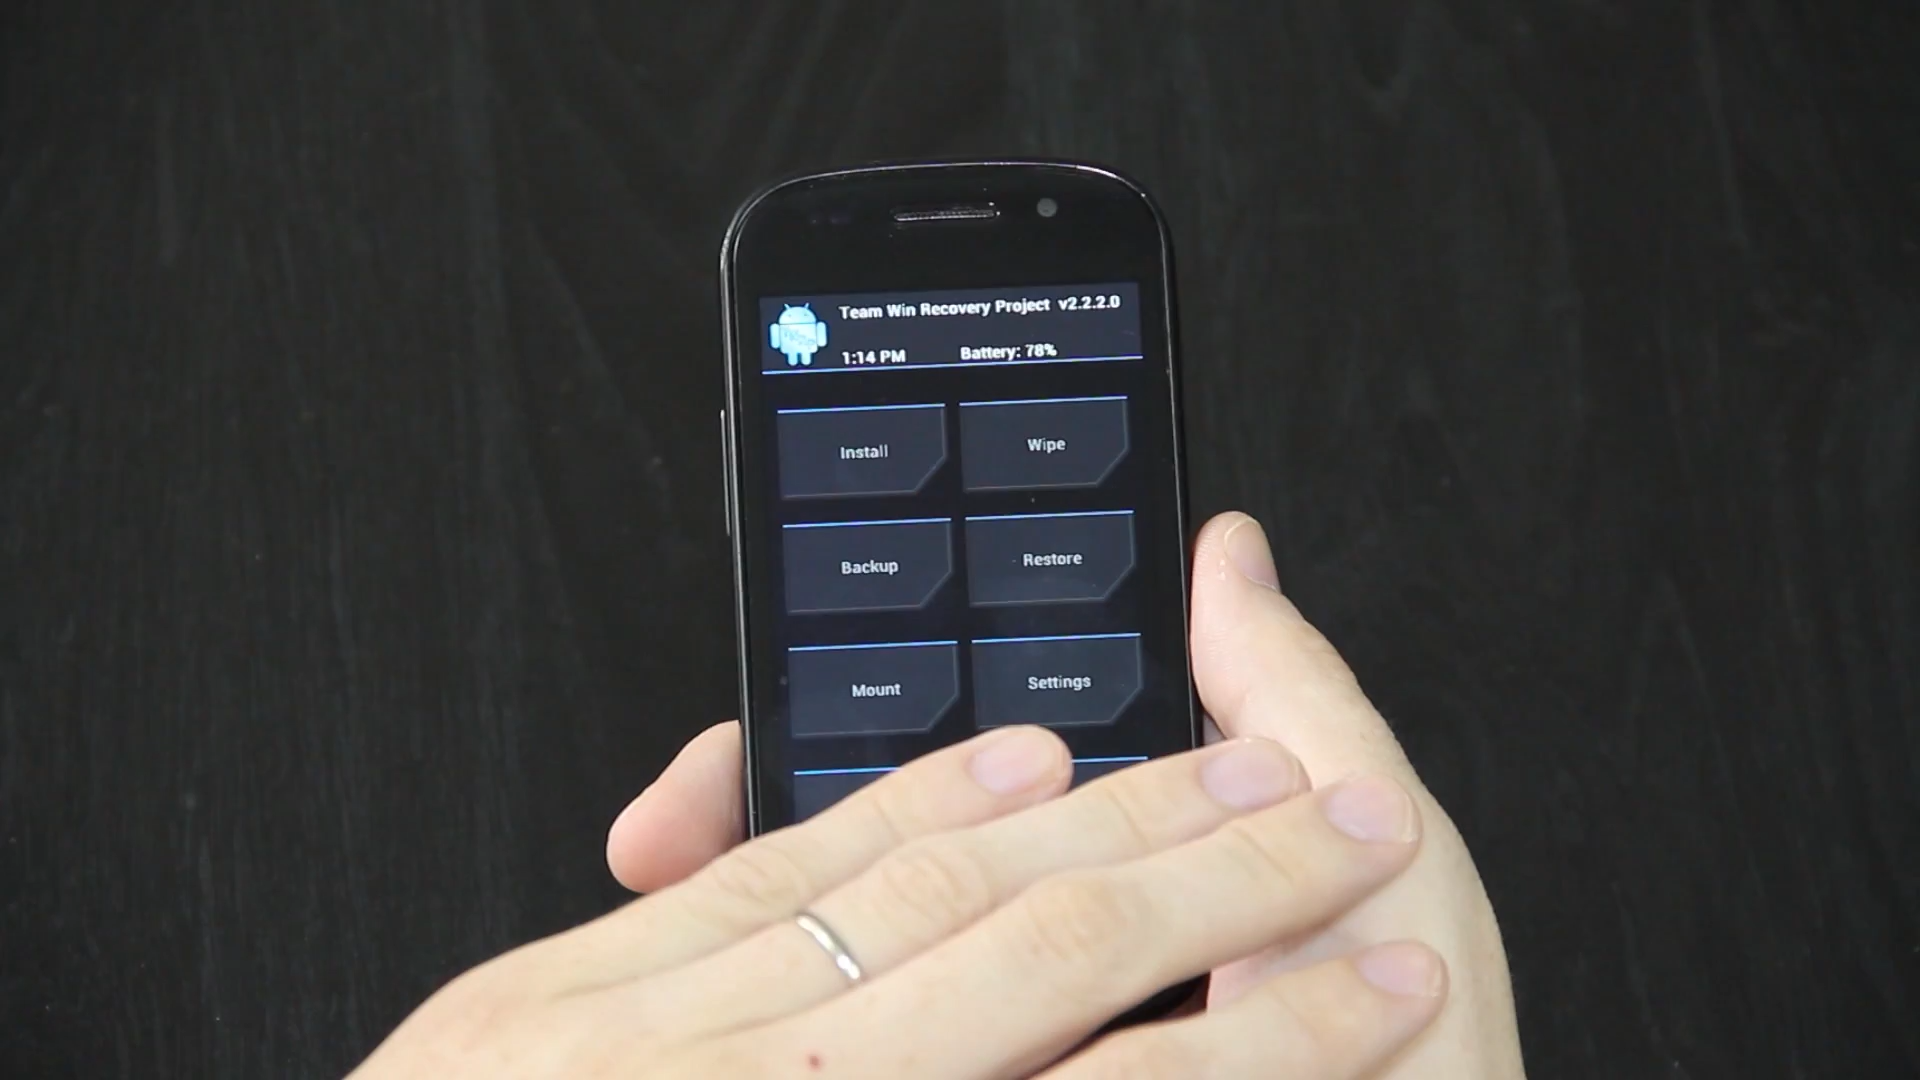 Team Win Recovery Project v2.2.2.0
1:14 PM Battery: 78%
Install Wipe
Backup Restore
Mount Settings